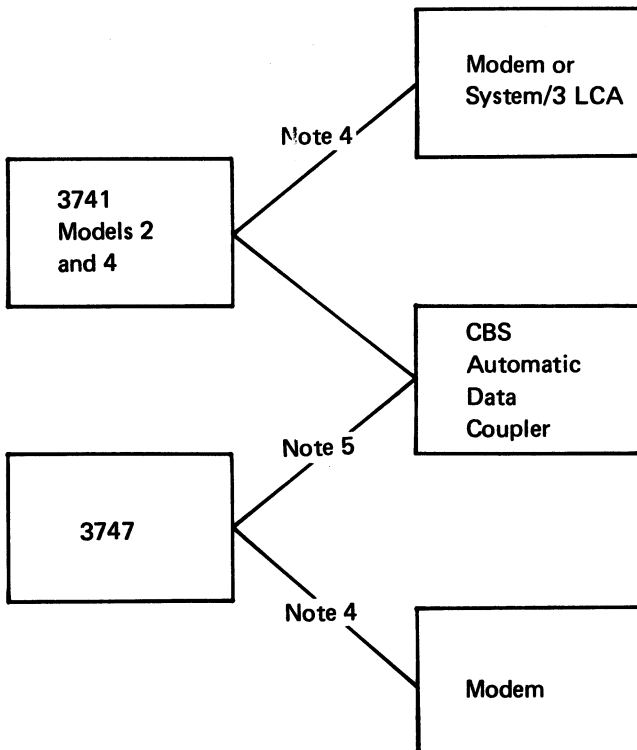 Modem or
System/3 LCA
Note 4
3741
Models 2
and 4
CBS
Automatic
Data
Coupler
Note 5
3747
Note 4
Modem